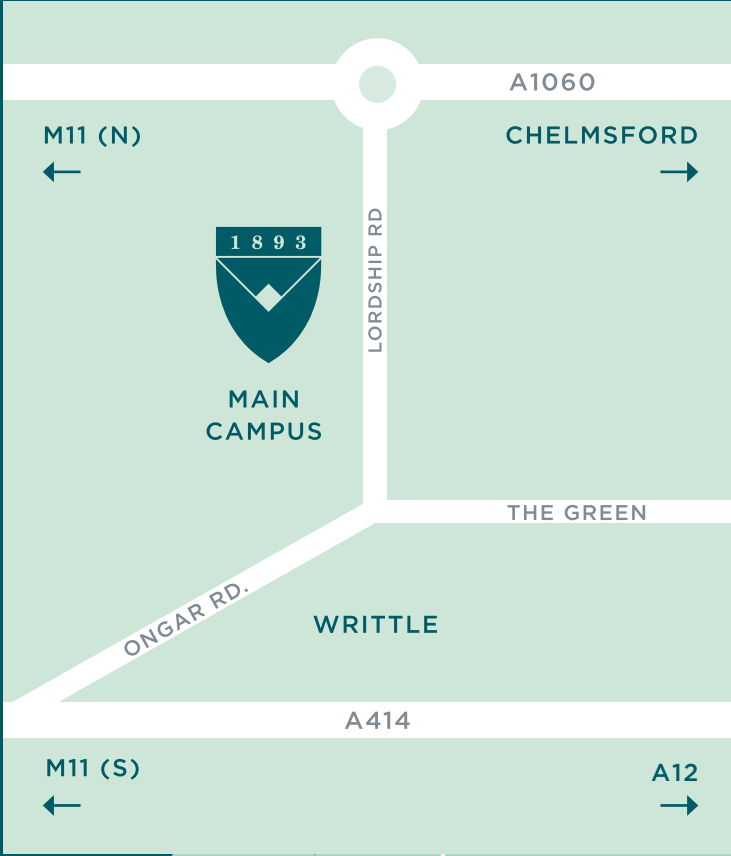 A1060
M11 (N)
CHELMSFORD
LORDSHIP RD
1893
MAIN
CAMPUS
THE GREEN
ONGAR RD.
WRITTLE
A414
M11 (S)
A12